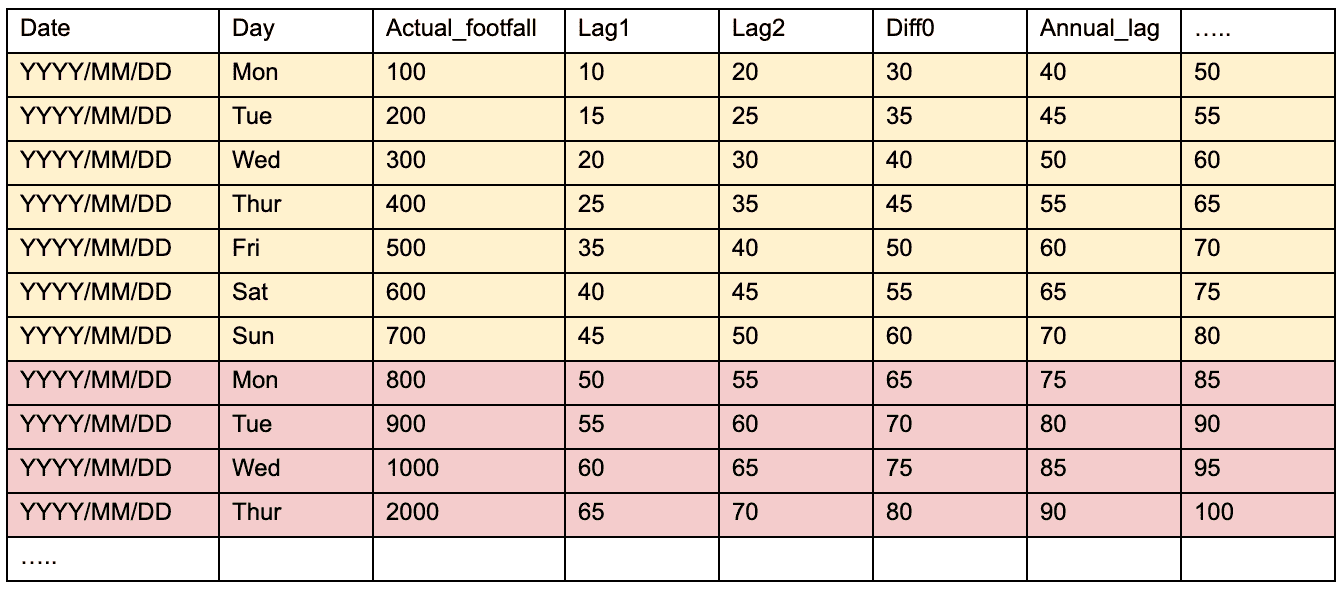 Date Day Actual_footfall Lag1 Lag2 Diff0 Annual_lag …..
YYYY/MM/DD Mon 100 10 20 30 40 50
YYYY/MM/DD Tue 200 15 25 35 45 55
YYYY/MM/DD Wed 300 20 30 40 50 60
YYYY/MM/DD Thur 400 25 35 45 55 65
YYYY/MM/DD Fri 500 35 40 50 60 70
YYYY/MM/DD Sat 600 40 45 55 65 75
YYYY/MM/DD Sun 700 45 50 60 70 80
YYYY/MM/DD Mon 800 50 55 65 75 85
YYYY/MM/DD Tue 900 55 60 70 80 90
YYYY/MM/DD Wed 1000 60 65 75 85 95
YYYY/MM/DD Thur 2000 65 70 80 90 100
…..